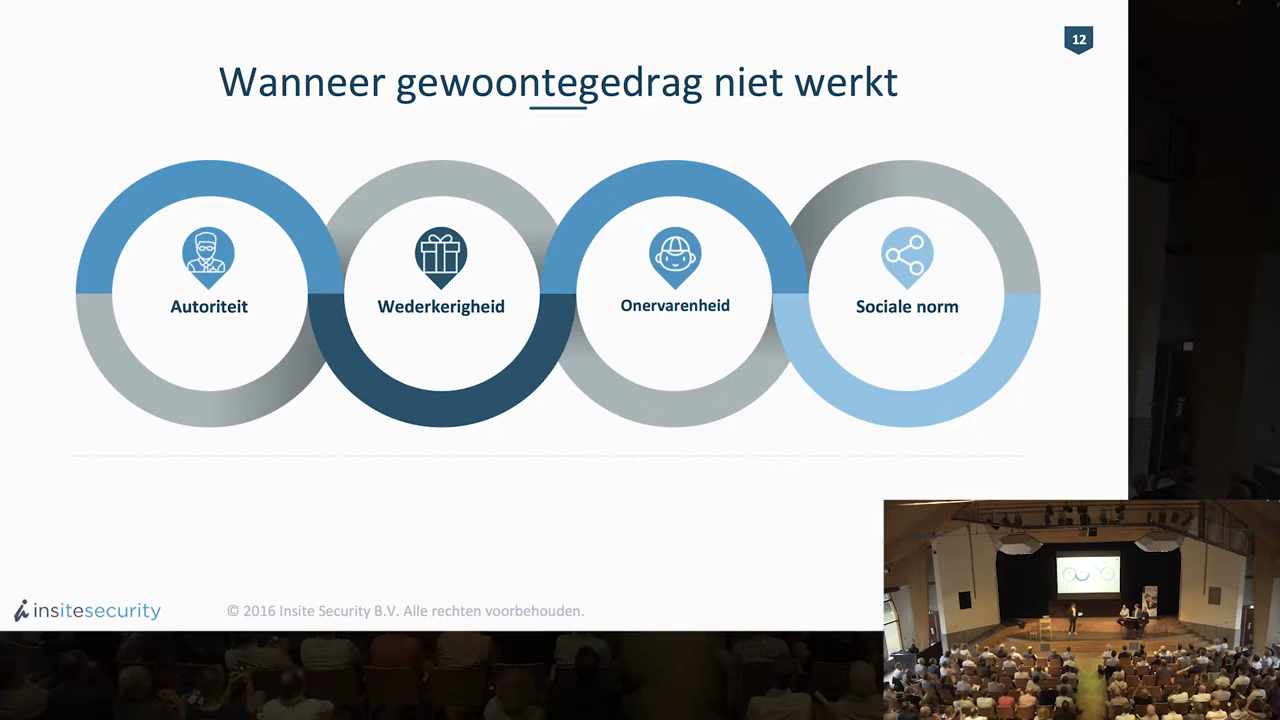 12
Wanneer gewoontegedrag niet werkt
Autoriteit
Wederkerigheid
Onervarenheid
Sociale norm
insitesecurity
© 2016 Insite Security B.V. Alle rechten voorbehouden.